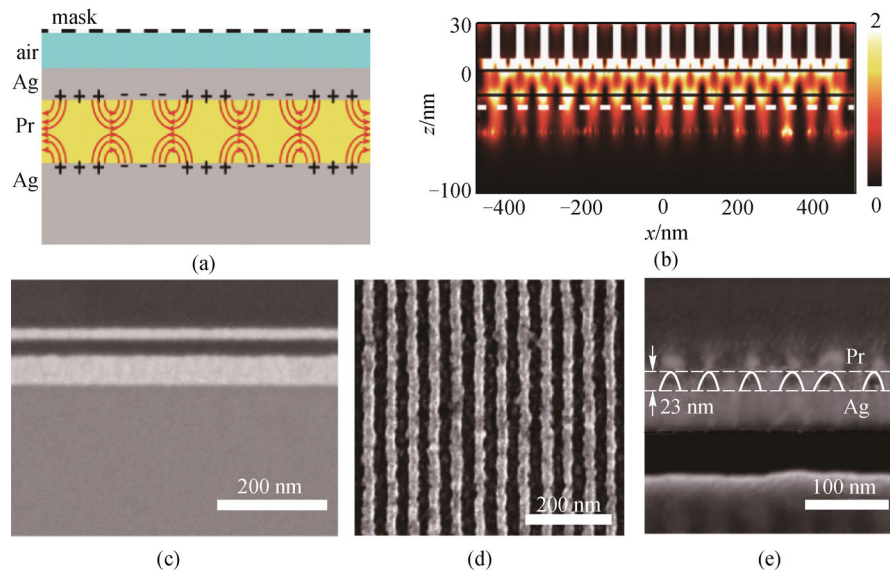 mask
air
Ag
Pr
Ag
+ + + - - - + + + - - - + + +
+ + + - - - + + + - - - + + +
(a)
30
0
−100
z/nm
−400 −200 0 200 400
x/nm
2
0
(b)
200 nm
(c)
200 nm
(d)
Pr
23 nm
Ag
100 nm
(e)